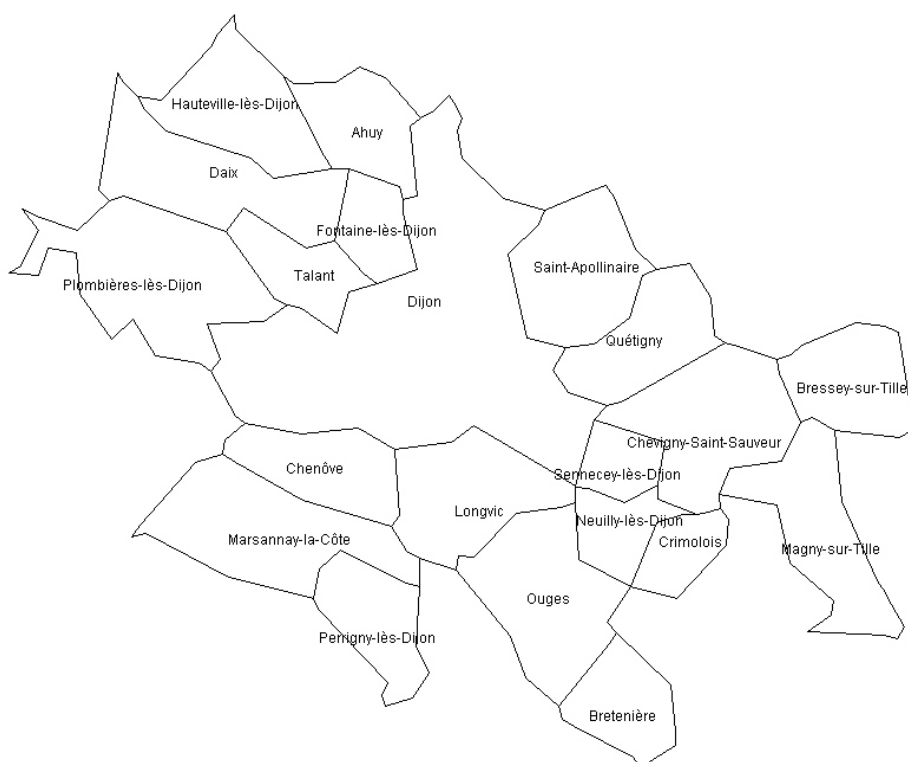 Hauteville-lès-Dijon
Ahuy
Daix
Fontaine-lès-Dijon
Saint-Apollinaire
Talant
Plombières-lès-Dijon
Dijon
Quétigny
Bressey-sur-Tille
Chevigny-Saint-Sauveur
Chenôve
Sennecey-lès-Dijon
Longvic
Neuilly-lès-Dijon
Marsannay-la-Côte
Crimolois
Magny-sur-Tille
Ouges
Perrigny-lès-Dijon
Bretenière